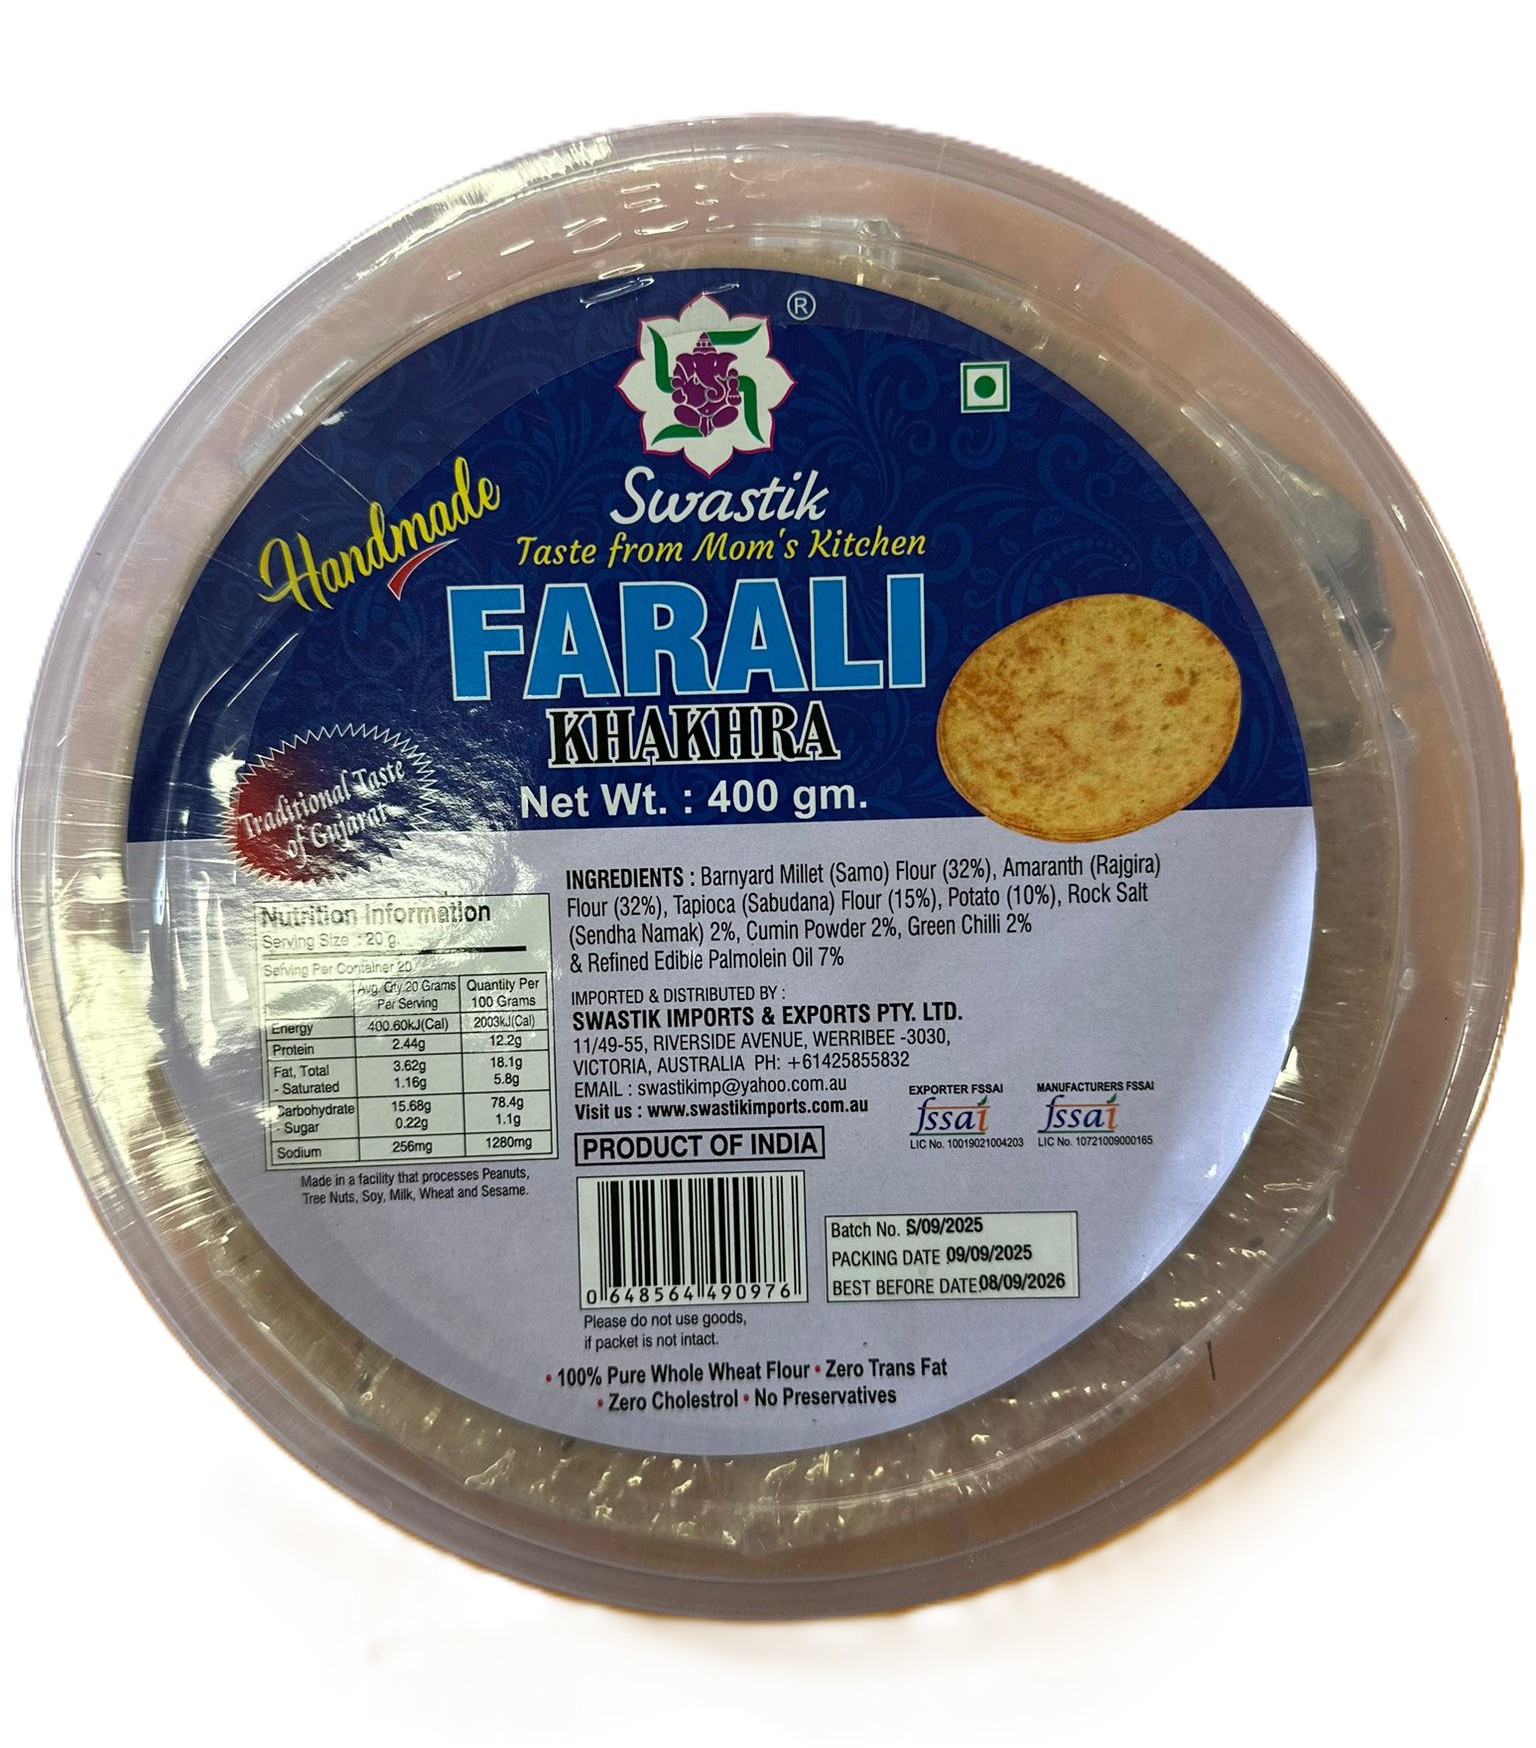 ®
Swastik
Taste from Mom's Kitchen
Handmade
FARALI
KHAKHRA
Net Wt. : 400 gm.
Traditional Taste
of Gujarat
INGREDIENTS : Barnyard Millet (Samo) Flour (32%), Amaranth (Rajgira)
Flour (32%), Tapioca (Sabudana) Flour (15%), Potato (10%), Rock Salt
(Sendha Namak) 2%, Cumin Powder 2%, Green Chilli 2%
& Refined Edible Palmolein Oil 7%
Nutrition Information
Serving Size : 20 g.
Serving Per Container 20
Avg. Qty. 20 Grams Per Serving Quantity Per 100 Grams
Energy 400.60kJ(Cal) 2003kJ(Cal)
Protein 2.44g 12.2g
Fat, Total 3.62g 18.1g
- Saturated 1.16g 5.8g
Carbohydrate 15.68g 78.4g
- Sugar 0.22g 1.1g
Sodium 256mg 1280mg
Made in a facility that processes Peanuts,
Tree Nuts, Soy, Milk, Wheat and Sesame.
IMPORTED & DISTRIBUTED BY :
SWASTIK IMPORTS & EXPORTS PTY. LTD.
11/49-55, RIVERSIDE AVENUE, WERRIBEE -3030,
VICTORIA, AUSTRALIA PH: +61425855832
EMAIL : swastikimp@yahoo.com.au
Visit us : www.swastikimports.com.au
EXPORTER FSSAI
fssai
LIC No. 10019021004203
MANUFACTURERS FSSAI
fssai
LIC No. 10721009000165
PRODUCT OF INDIA
0 648564 490976
Batch No. S/09/2025
PACKING DATE 09/09/2025
BEST BEFORE DATE 08/09/2026
Please do not use goods,
if packet is not intact.
• 100% Pure Whole Wheat Flour • Zero Trans Fat
• Zero Cholestrol • No Preservatives